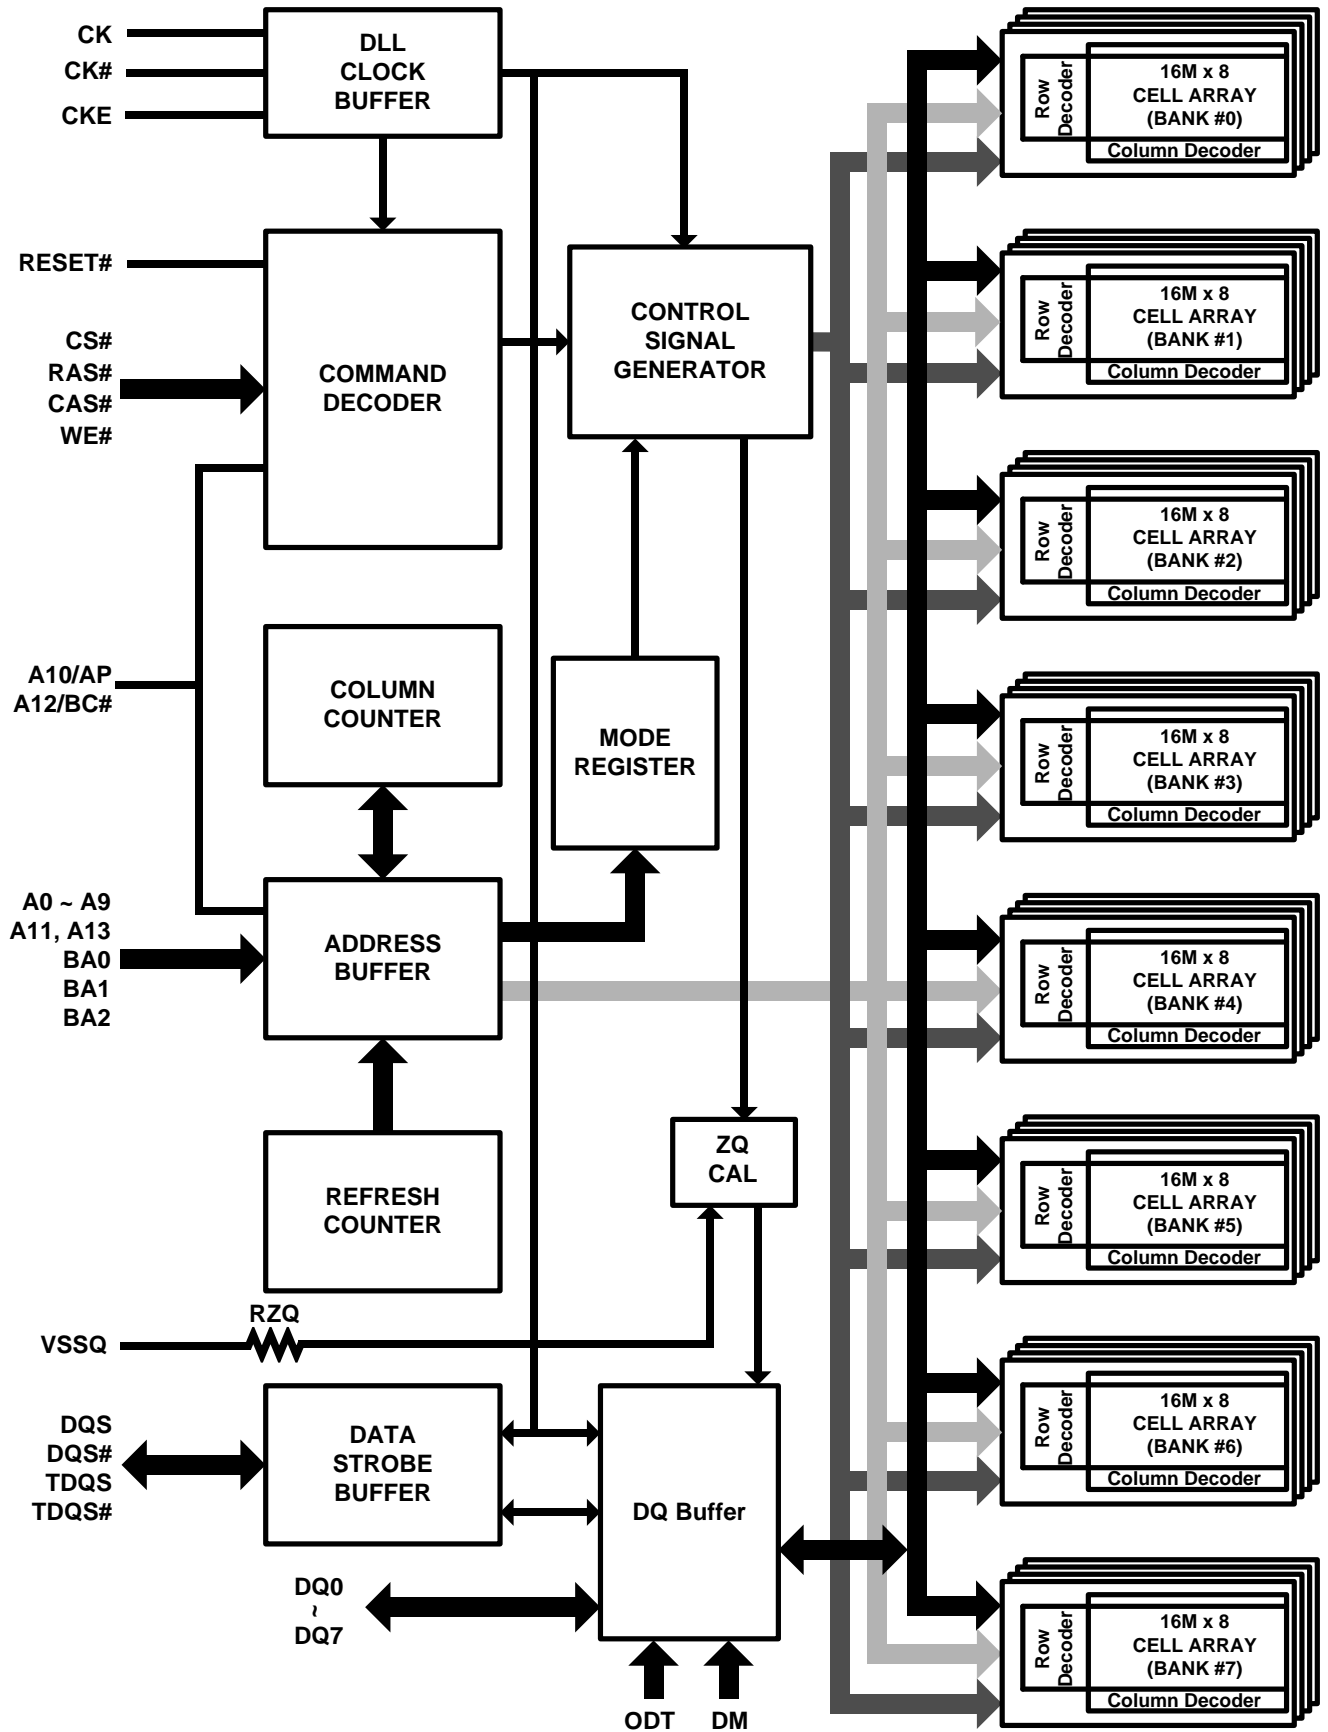 CK
CK#
CKE
DLL
CLOCK
BUFFER
RESET#
CS#
RAS#
CAS#
WE#
COMMAND
DECODER
CONTROL
SIGNAL
GENERATOR
A10/AP
A12/BC#
COLUMN
COUNTER
MODE
REGISTER
A0 ~ A9
A11, A13
BA0
BA1
BA2
ADDRESS
BUFFER
REFRESH
COUNTER
ZQ
CAL
RZQ
VSSQ
DQS
DQS#
TDQS
TDQS#
DATA
STROBE
BUFFER
DQ Buffer
DQ0
~
DQ7
ODT
DM
Row
Decoder
16M x 8
CELL ARRAY
(BANK #0)
Column Decoder
Row
Decoder
16M x 8
CELL ARRAY
(BANK #1)
Column Decoder
Row
Decoder
16M x 8
CELL ARRAY
(BANK #2)
Column Decoder
Row
Decoder
16M x 8
CELL ARRAY
(BANK #3)
Column Decoder
Row
Decoder
16M x 8
CELL ARRAY
(BANK #4)
Column Decoder
Row
Decoder
16M x 8
CELL ARRAY
(BANK #5)
Column Decoder
Row
Decoder
16M x 8
CELL ARRAY
(BANK #6)
Column Decoder
Row
Decoder
16M x 8
CELL ARRAY
(BANK #7)
Column Decoder